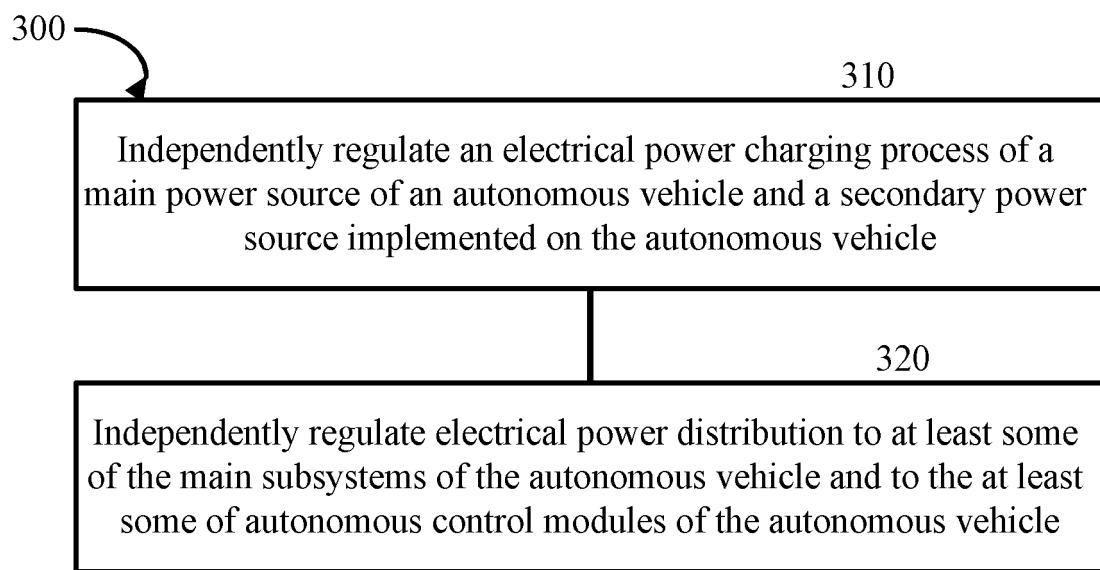 300
310
Independently regulate an electrical power charging process of a
main power source of an autonomous vehicle and a secondary power
source implemented on the autonomous vehicle
320
Independently regulate electrical power distribution to at least some
of the main subsystems of the autonomous vehicle and to the at least
some of autonomous control modules of the autonomous vehicle